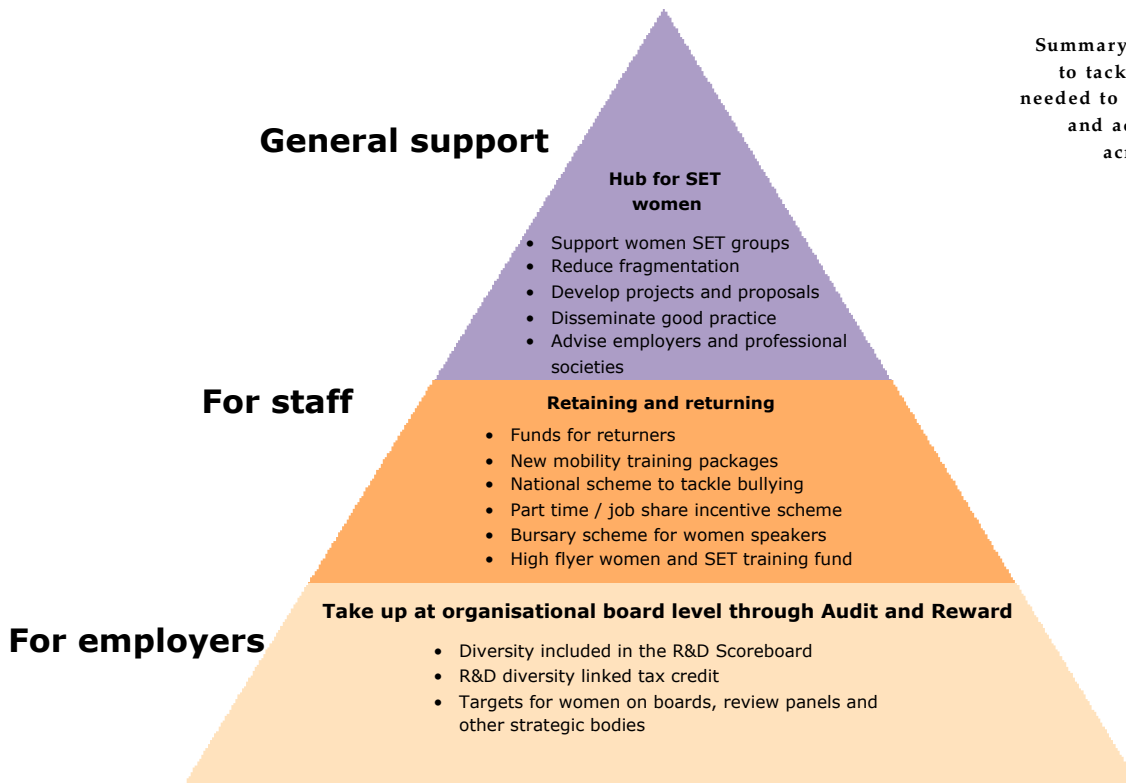 Summary
to tack
needed to
and a
General support
Hub for SET
women
• Support women SET groups
• Reduce fragmentation
• Develop projects and proposals
• Disseminate good practice
• Advise employers and professional
societies
For staff
Retaining and returning
• Funds for returners
• New mobility training packages
• National scheme to tackle bullying
• Part time / job share incentive scheme
• Bursary scheme for women speakers
• High flyer women and SET training fund
For employers
Take up at organisational board level through Audit and Reward
• Diversity included in the R&D Scoreboard
• R&D diversity linked tax credit
• Targets for women on boards, review panels and
other strategic bodies